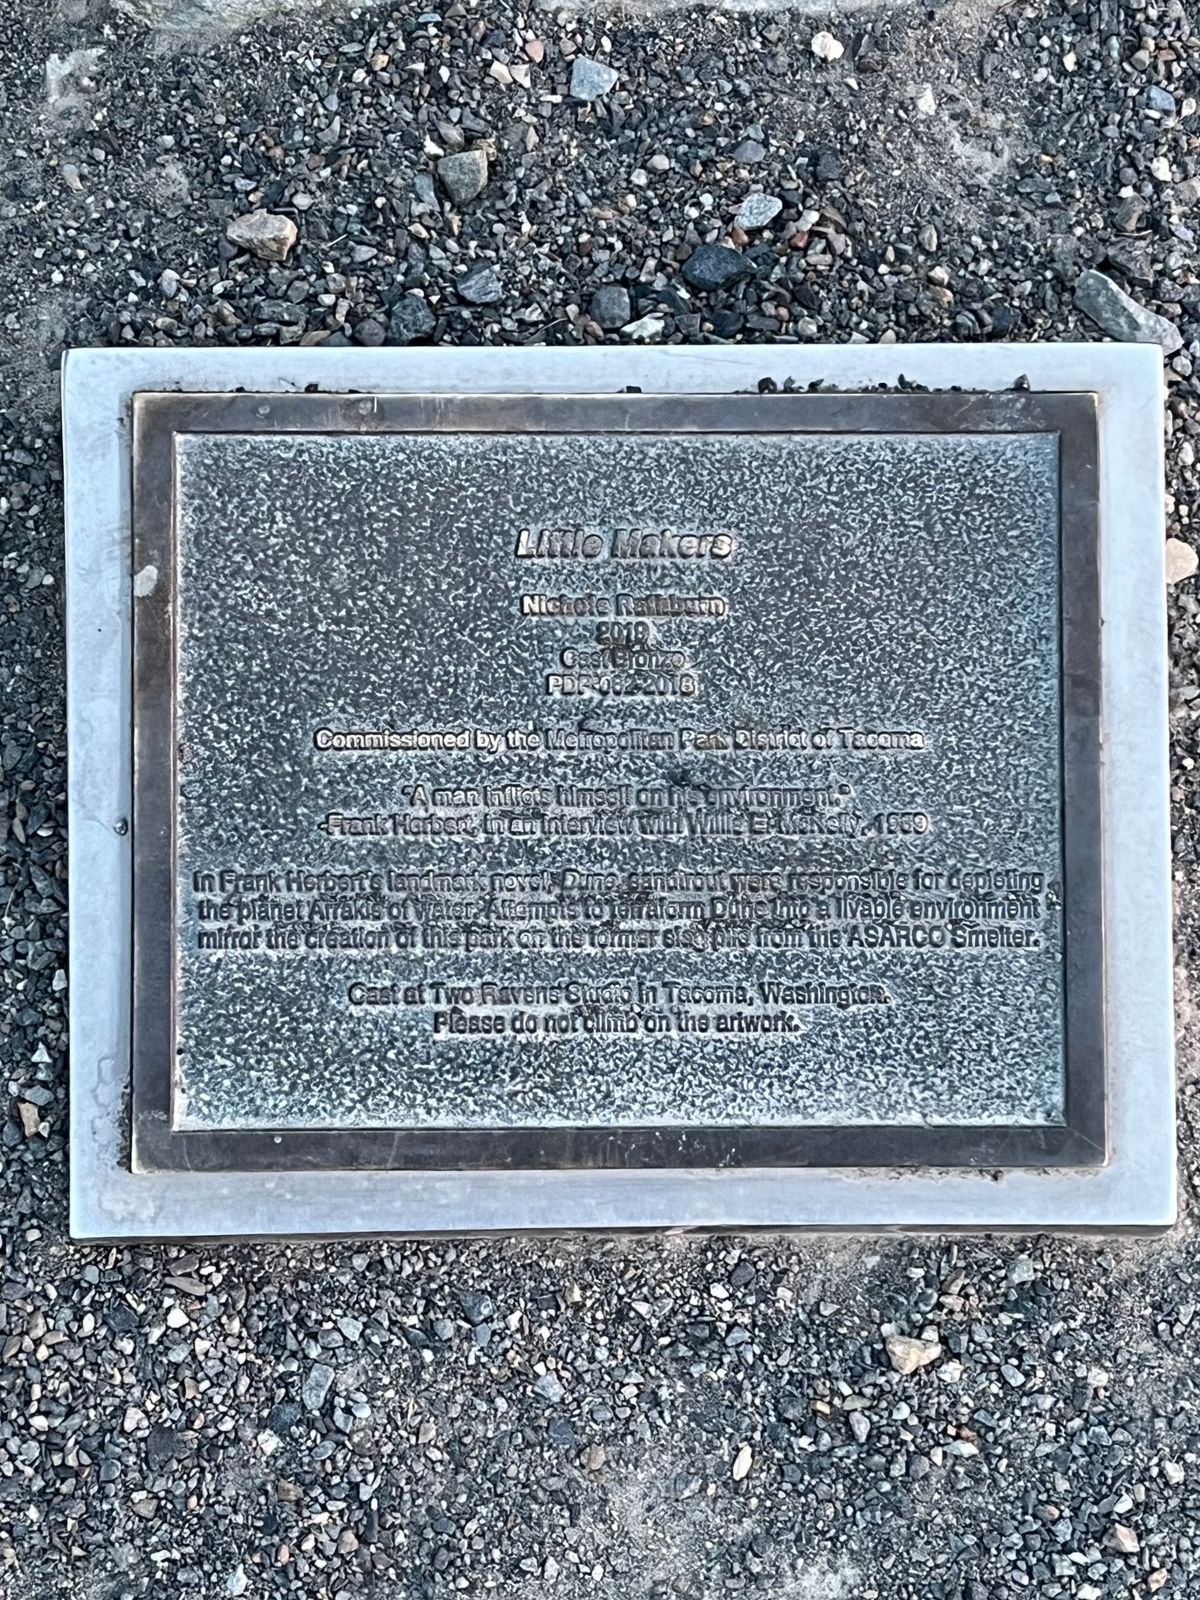 Little Makers
Nichole Rathburn
2019
Cast Bronze
PDP-002-2018
Commissioned by the Metropolitan Park District of Tacoma
"A man inflicts himself on his environment."
-Frank Herbert, in an interview with Willis E. McNelly, 1969
In Frank Herbert's landmark novel, Dune, sandtrout were responsible for depleting
the planet Arrakis of water. Attempts to terraform Dune into a livable environment
mirror the creation of this park on the former slag pile from the ASARCO Smelter.
Cast at Two Ravens Studio in Tacoma, Washington.
Please do not climb on the artwork.